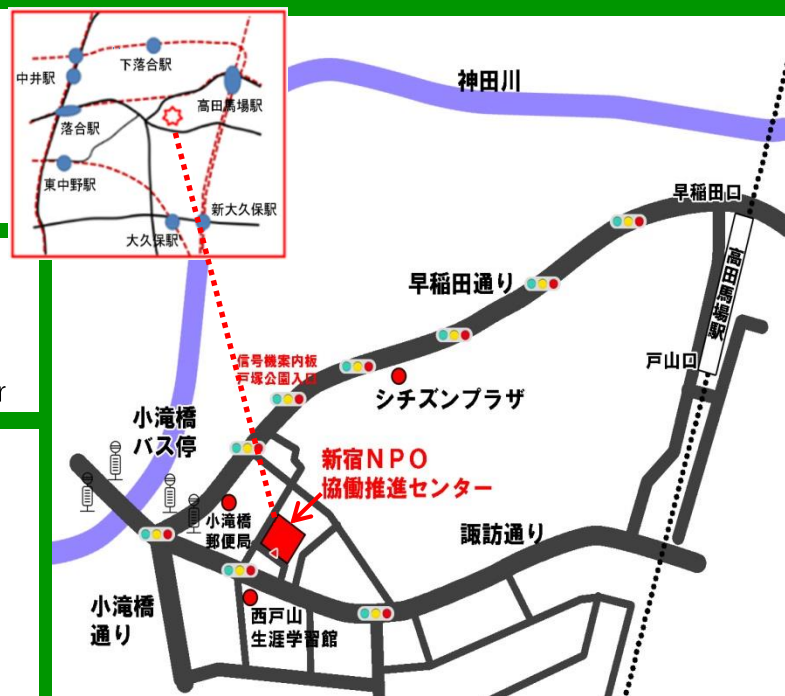 中井駅
下落合駅
高田馬場駅
落合駅
東中野駅
新大久保駅
大久保駅
神田川
早稲田口
高田馬場駅
早稲田通り
戸山口
信号機案内板
戸塚公園入口
シチズンプラザ
小滝橋
バス停
r
新宿NPO
協働推進センター
小滝橋
郵便局
諏訪通り
小滝橋
通り
西戸山
生涯学習館